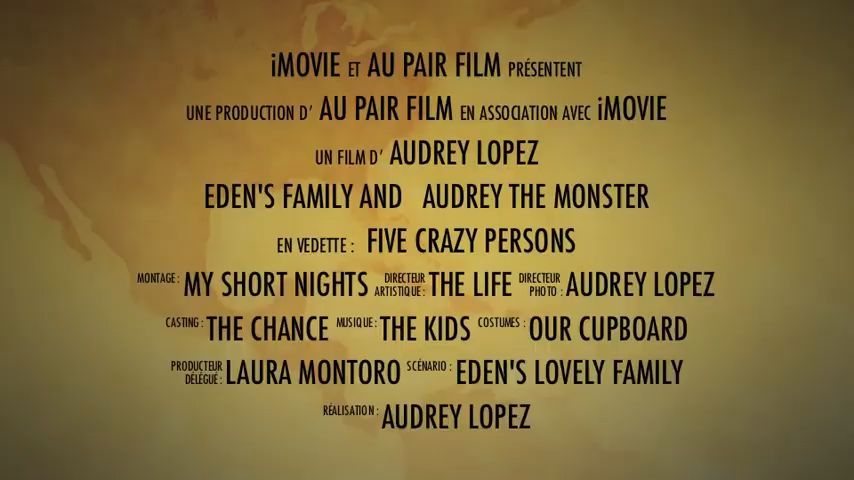 iMOVIE ET AU PAIR FILM PRÉSENTENT
UNE PRODUCTION D' AU PAIR FILM EN ASSOCIATION AVEC iMOVIE
UN FILM D' AUDREY LOPEZ
EDEN'S FAMILY AND AUDREY THE MONSTER
EN VEDETTE : FIVE CRAZY PERSONS
MONTAGE : MY SHORT NIGHTS DIRECTEUR ARTISTIQUE : THE LIFE DIRECTEUR PHOTO : AUDREY LOPEZ
CASTING : THE CHANCE MUSIQUE : THE KIDS COSTUMES : OUR CUPBOARD
PRODUCTEUR DÉLÉGUÉ : LAURA MONTORO SCÉNARIO : EDEN'S LOVELY FAMILY
RÉALISATION : AUDREY LOPEZ